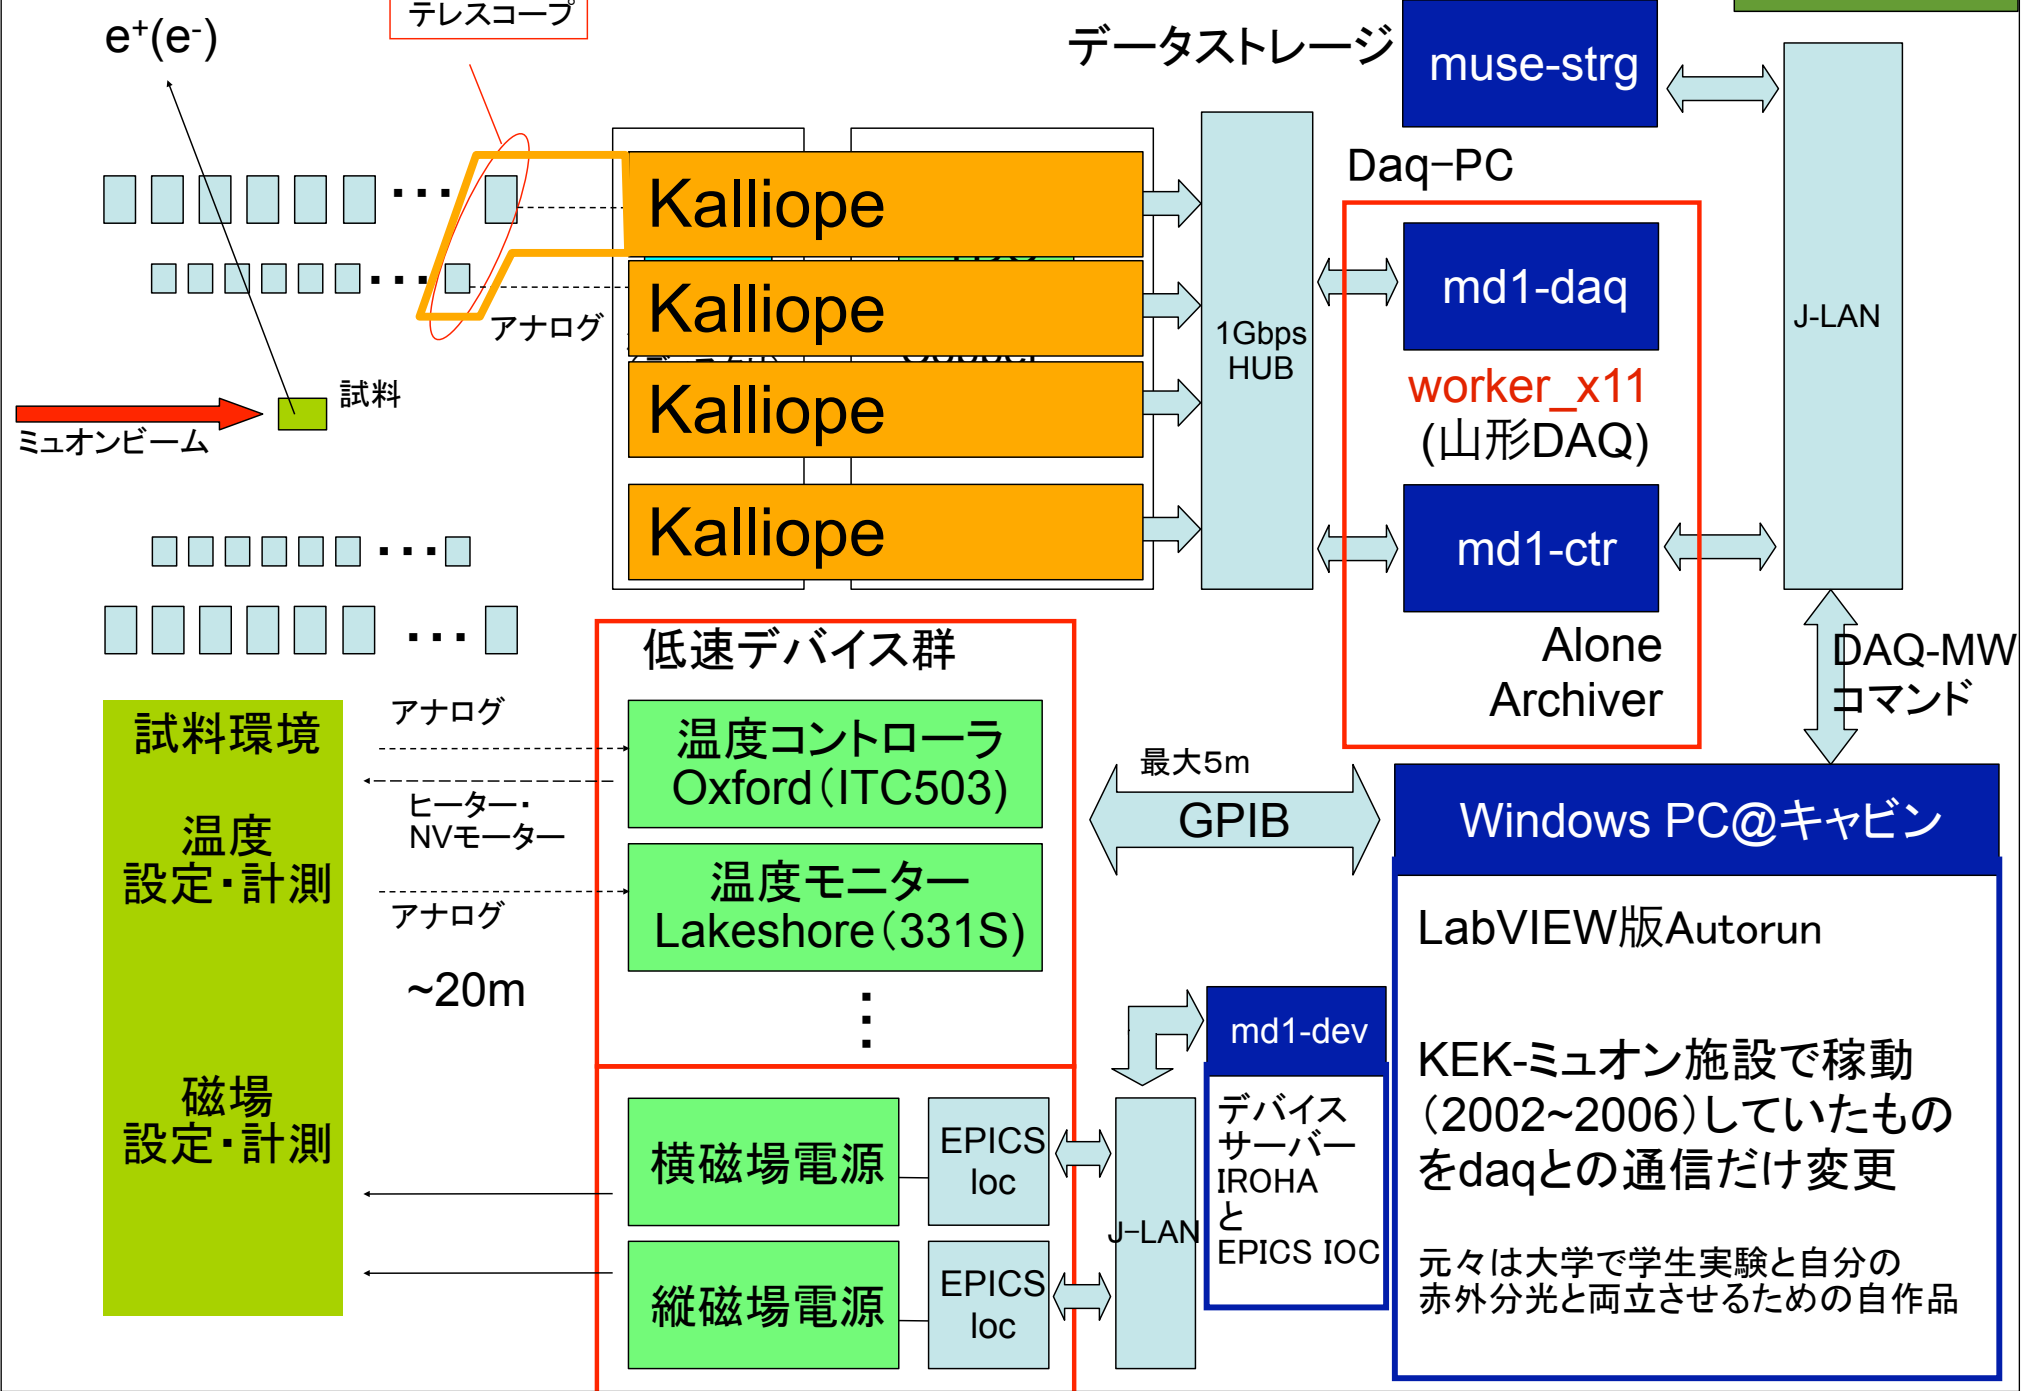 テレスコープ
e+(e-)
データストレージ
muse-strg
Daq-PC
Kalliope
Kalliope
Kalliope
Kalliope
アナログ
1Gbps
HUB
md1-daq
worker_x11
(山形DAQ)
md1-ctr
Alone
Archiver
J-LAN
試料
ミュオンビーム
DAQ-MW
コマンド
低速デバイス群
試料環境
温度
設定・計測
磁場
設定・計測
アナログ
ヒーター・
NVモーター
アナログ
~20m
温度コントローラ
Oxford(ITC503)
温度モニター
Lakeshore(331S)
最大5m
GPIB
Windows PC@キャビン
LabVIEW版Autorun
KEK-ミュオン施設で稼動
(2002~2006)していたもの
をdaqとの通信だけ変更
元々は大学で学生実験と自分の
赤外分光と両立させるための自作品
md1-dev
デバイス
サーバー
IROHA
と
EPICS IOC
横磁場電源
EPICS
Ioc
縦磁場電源
EPICS
Ioc
J-LAN